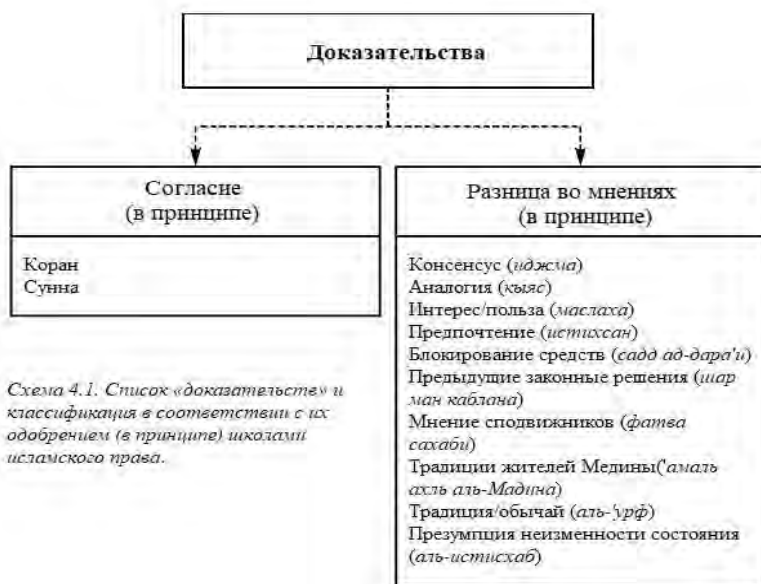 Доказательства
Согласие
(в принципе)
Коран
Сунна
Разница во мнениях
(в принципе)
Консенсус (иджма)
Аналогия (кыяс)
Интерес/польза (маслаха)
Предпочтение (истихсан)
Блокирование средств (садд ад-дара'и)
Предыдущие законные решения (шар
ман каблана)
Мнение сподвижников (фатва
сахаби)
Традиции жителей Медины('амаль
ахль аль-Мадина)
Традиция/обычай (аль-'урф)
Презумпция неизменности состояния
(аль-истисхаб)
Схема 4.1. Список «доказательств» и
классификация в соответствии с их
одобрением (в принципе) школами
исламского права.